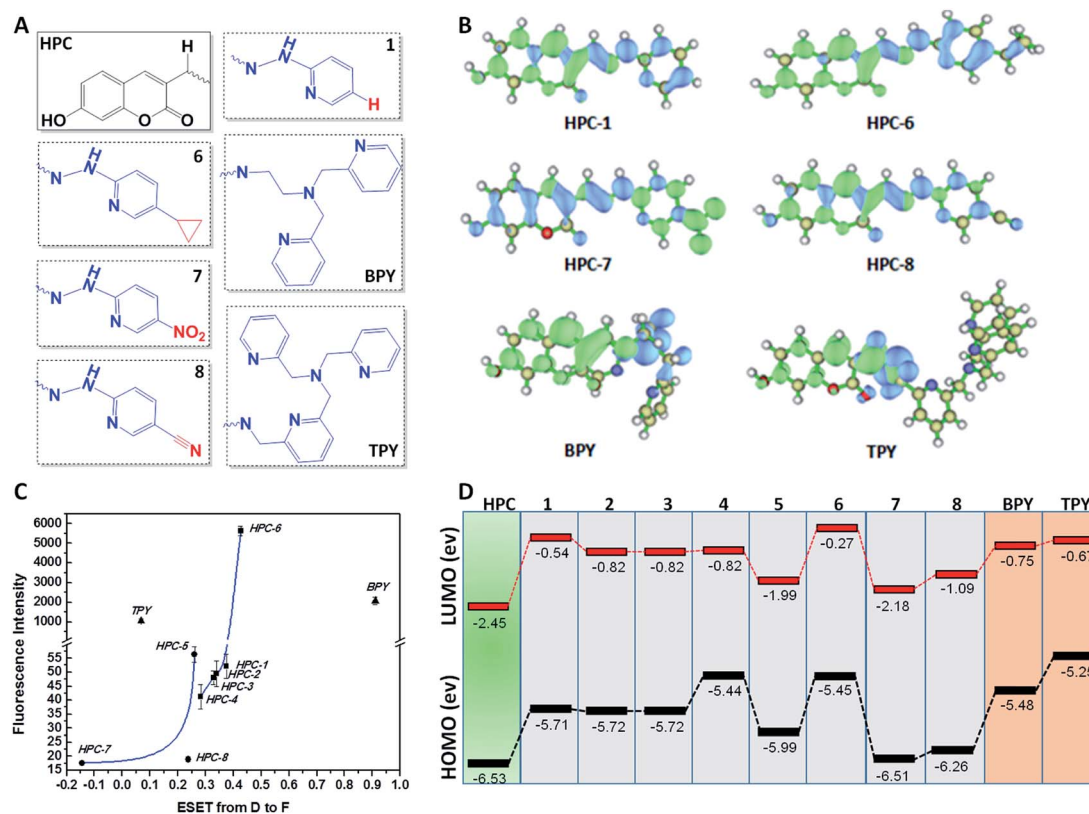 A
HPC
H
HO
O
O
1
H
N
N
N
H
6
H
N
N
N
7
H
N
N
N
NO2
8
H
N
N
N
N
N
N
N
N
BPY
N
N
N
N
N
TPY
B
HPC-1
HPC-6
HPC-7
HPC-8
BPY
TPY
C
Fluorescence Intensity
6000
5000
4000
3000
2000
1000
55
50
45
40
35
30
25
20
15
HPC-6
BPY
TPY
HPC-5
HPC-1
HPC-2
HPC-3
HPC-4
HPC-7
HPC-8
-0.2 -0.1 0.0 0.1 0.2 0.3 0.4 0.5 0.6 0.7 0.8 0.9 1.0
ESET from D to F
D
HPC 1 2 3 4 5 6 7 8 BPY TPY
LUMO (ev)
-2.45 -0.54 -0.82 -0.82 -0.82 -1.99 -0.27 -2.18 -1.09 -0.75 -0.67
HOMO (ev)
-6.53 -5.71 -5.72 -5.72 -5.44 -5.99 -5.45 -6.51 -6.26 -5.48 -5.25